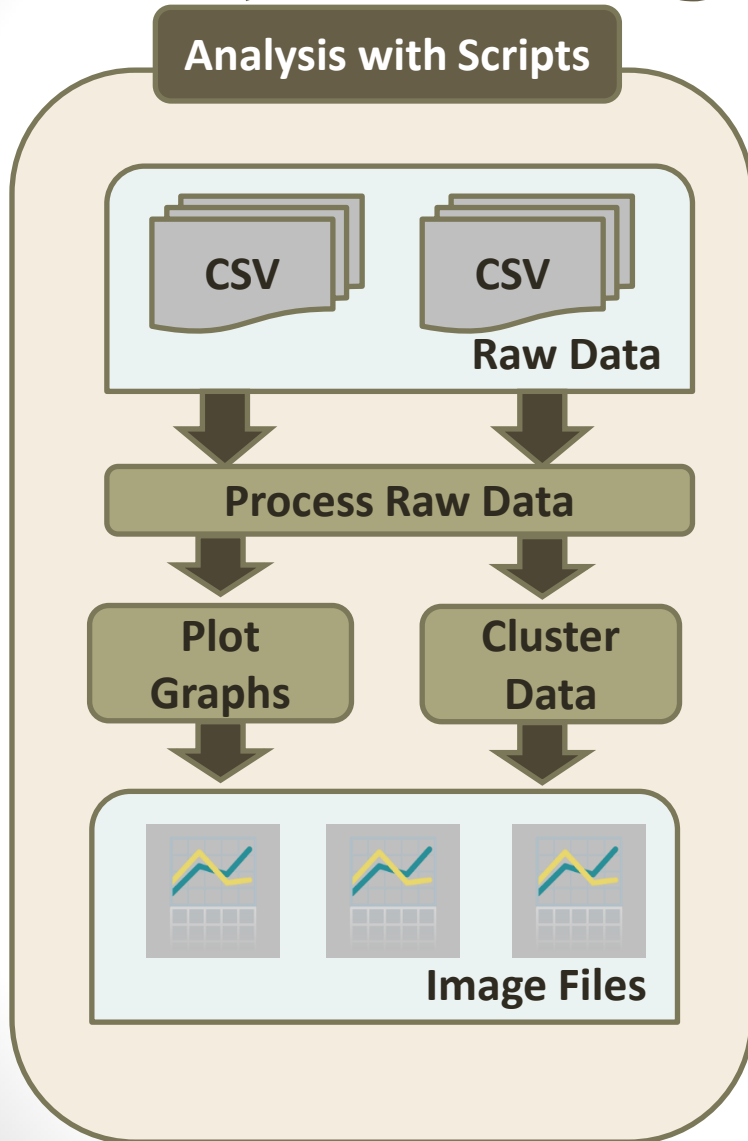 Analysis with Scripts
CSV
CSV
Raw Data
Process Raw Data
Plot
Graphs
Cluster
Data
Image Files